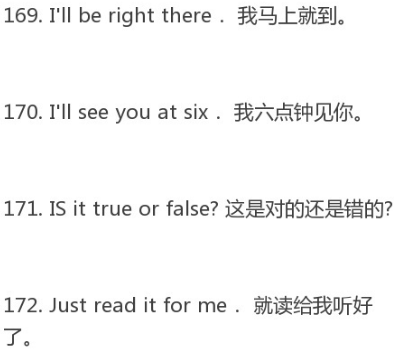 169. I'll be right there． 我马上就到。
170. I'll see you at six． 我六点钟见你。
171. IS it true or false? 这是对的还是错的?
172. Just read it for me． 就读给我听好
了。